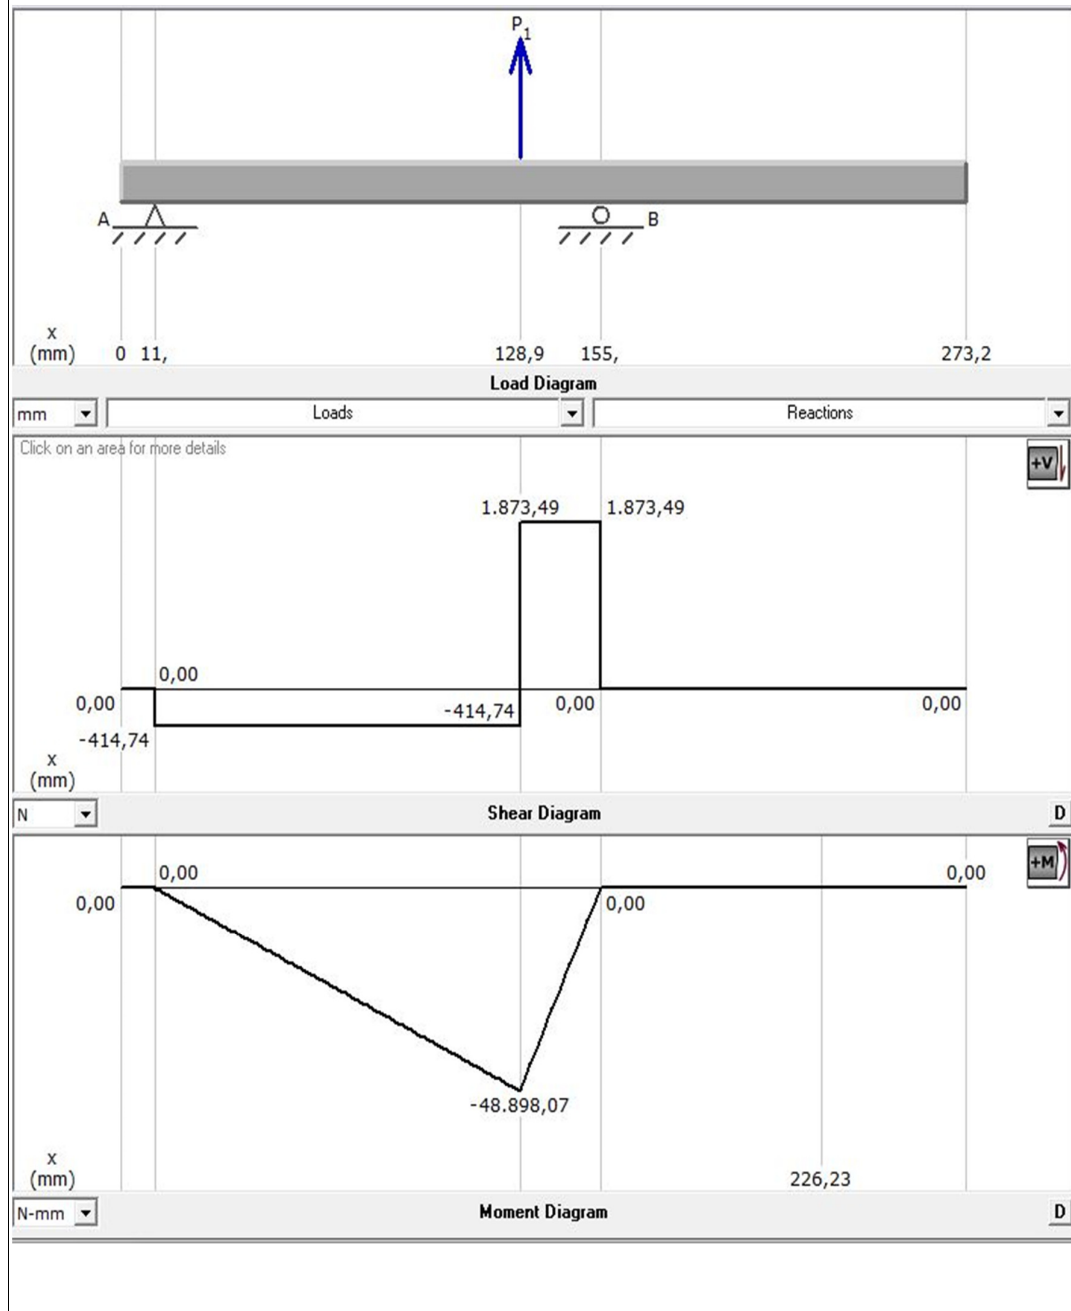 P1
A
B
x
(mm) 0 11, 128,9 155, 273,2
Load Diagram
mm Loads Reactions
Click on an area for more details
+V
1.873,49 1.873,49
0,00
0,00 -414,74 0,00 0,00
-414,74
x
(mm)
N Shear Diagram D
+M
0,00 0,00
0,00 0,00
-48.898,07
x
(mm) 226,23
N-mm Moment Diagram D